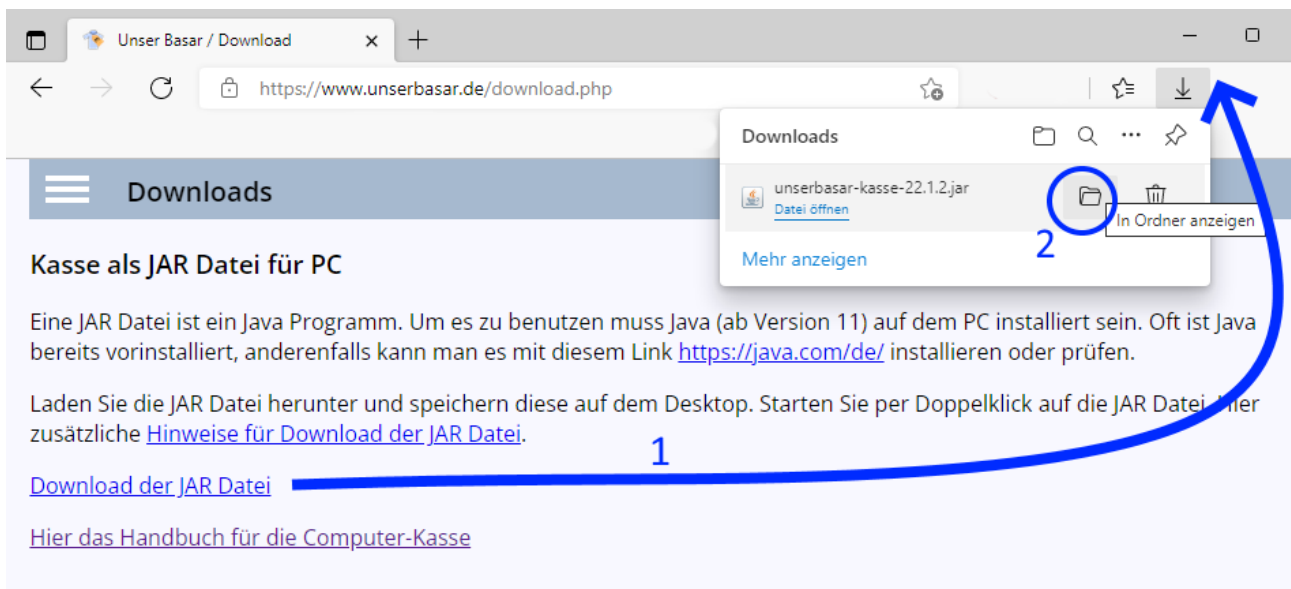 Unser Basar / Download
https://www.unserbasar.de/download.php
Downloads
unserbasar-kasse-22.1.2.jar
Datei öffnen
In Ordner anzeigen
2
Mehr anzeigen
Downloads
Kasse als JAR Datei für PC
Eine JAR Datei ist ein Java Programm. Um es zu benutzen muss Java (ab Version 11) auf dem PC installiert sein. Oft ist Java
bereits vorinstalliert, anderenfalls kann man es mit diesem Link https://java.com/de/ installieren oder prüfen.
Laden Sie die JAR Datei herunter und speichern diese auf dem Desktop. Starten Sie per Doppelklick auf die JAR Datei. Hier
zusätzliche Hinweise für Download der JAR Datei.
1
Download der JAR Datei
Hier das Handbuch für die Computer-Kasse